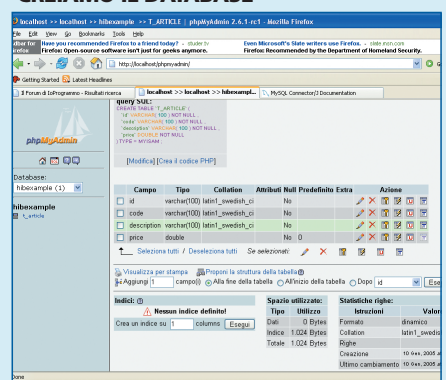 CREIAMO IL DATABASE
localhost >> localhost >> hibexample >> T_ARTICLE | phpMyAdmin 2.6.1-rc1 - Mozilla Firefox
File Edit View Go Bookmarks Tools Help
Have you recommended Firefox to a friend today? - studer.tv
Even Microsoft's Slate writers use Firefox. - slate.msn.com
Firefox: Open-source software isn't just for geeks anymore.
Firefox: Recommended by the Department of Homeland Security.
http://localhost/phpmyadmin/
Getting Started Latest Headlines
Il Forum di IoProgrammo - Risultati ricerca
localhost >> localhost >> hibexampl...
MySQL Connector/J Documentation
phpMyAdmin
query SQL:
CREATE TABLE `T_ARTICLE` (
`id` VARCHAR( 100 ) NOT NULL ,
`code` VARCHAR( 100 ) NOT NULL ,
`description` VARCHAR( 100 ) NOT NULL ,
`price` DOUBLE NOT NULL
) TYPE = MYISAM ;
[Modifica] [Crea il codice PHP]
Database:
hibexample (1)
hibexample
t_article
Campo Tipo Collation Attributi Null Predefinito Extra Azione
id varchar(100) latin1_swedish_ci No
code varchar(100) latin1_swedish_ci No
description varchar(100) latin1_swedish_ci No
price double No 0
Seleziona tutti / Deseleziona tutti Se selezionati:
Visualizza per stampa Proponi la struttura della tabella
Aggiungi 1 campo(i) Alla fine della tabella All'inizio della tabella Dopo id Ese
Indici:
Nessun indice definito!
Crea un indice su 1 columns Esegui
Spazio utilizzato:
Tipo Utilizzo
Dati 0 Bytes
Indice 1.024 Bytes
Totale 1.024 Bytes
Statistiche righe:
Istruzioni Valor
Formato dinamico
Collation latin1_swedis
Righe
Creazione 10 Gen, 2005 a
Ultimo cambiamento 10 Gen, 2005 a
Done